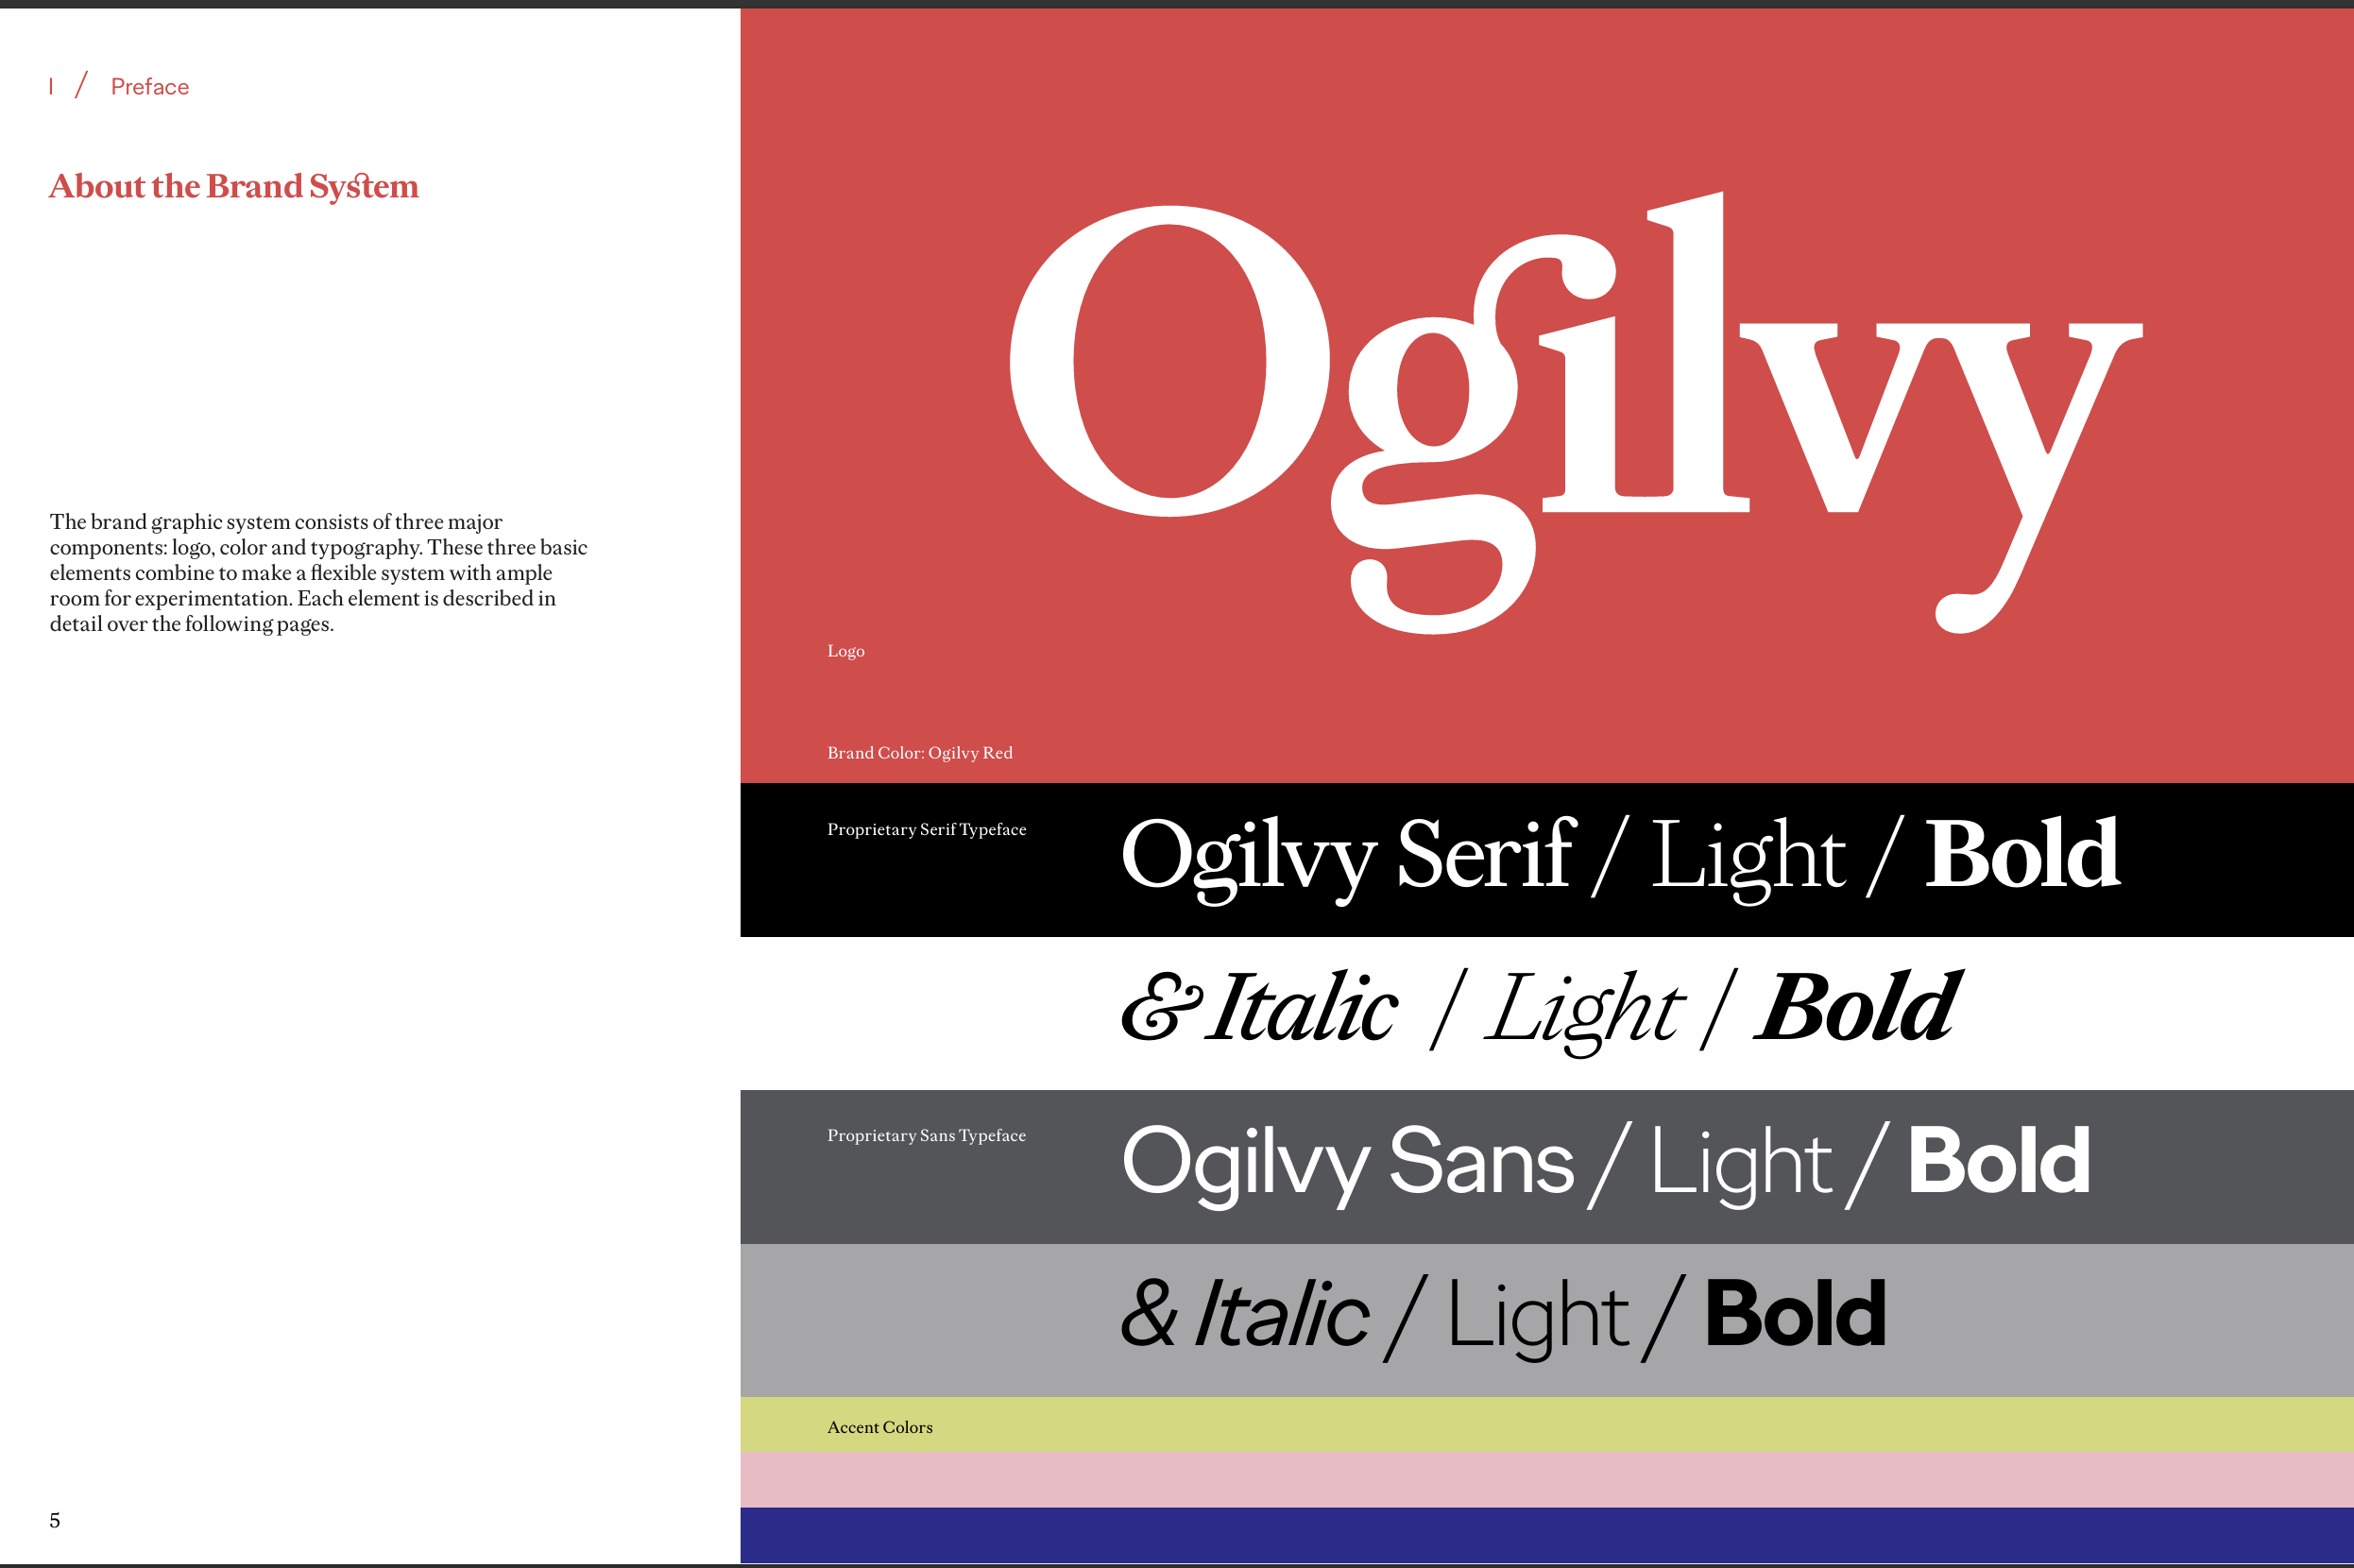 I / Preface
About the Brand System
The brand graphic system consists of three major
components: logo, color and typography. These three basic
elements combine to make a flexible system with ample
room for experimentation. Each element is described in
detail over the following pages.
5
Ogilvy
Logo
Brand Color: Ogilvy Red
Proprietary Serif Typeface
Ogilvy Serif / Light / Bold
& Italic / Light / Bold
Proprietary Sans Typeface
Ogilvy Sans / Light / Bold
& Italic / Light / Bold
Accent Colors